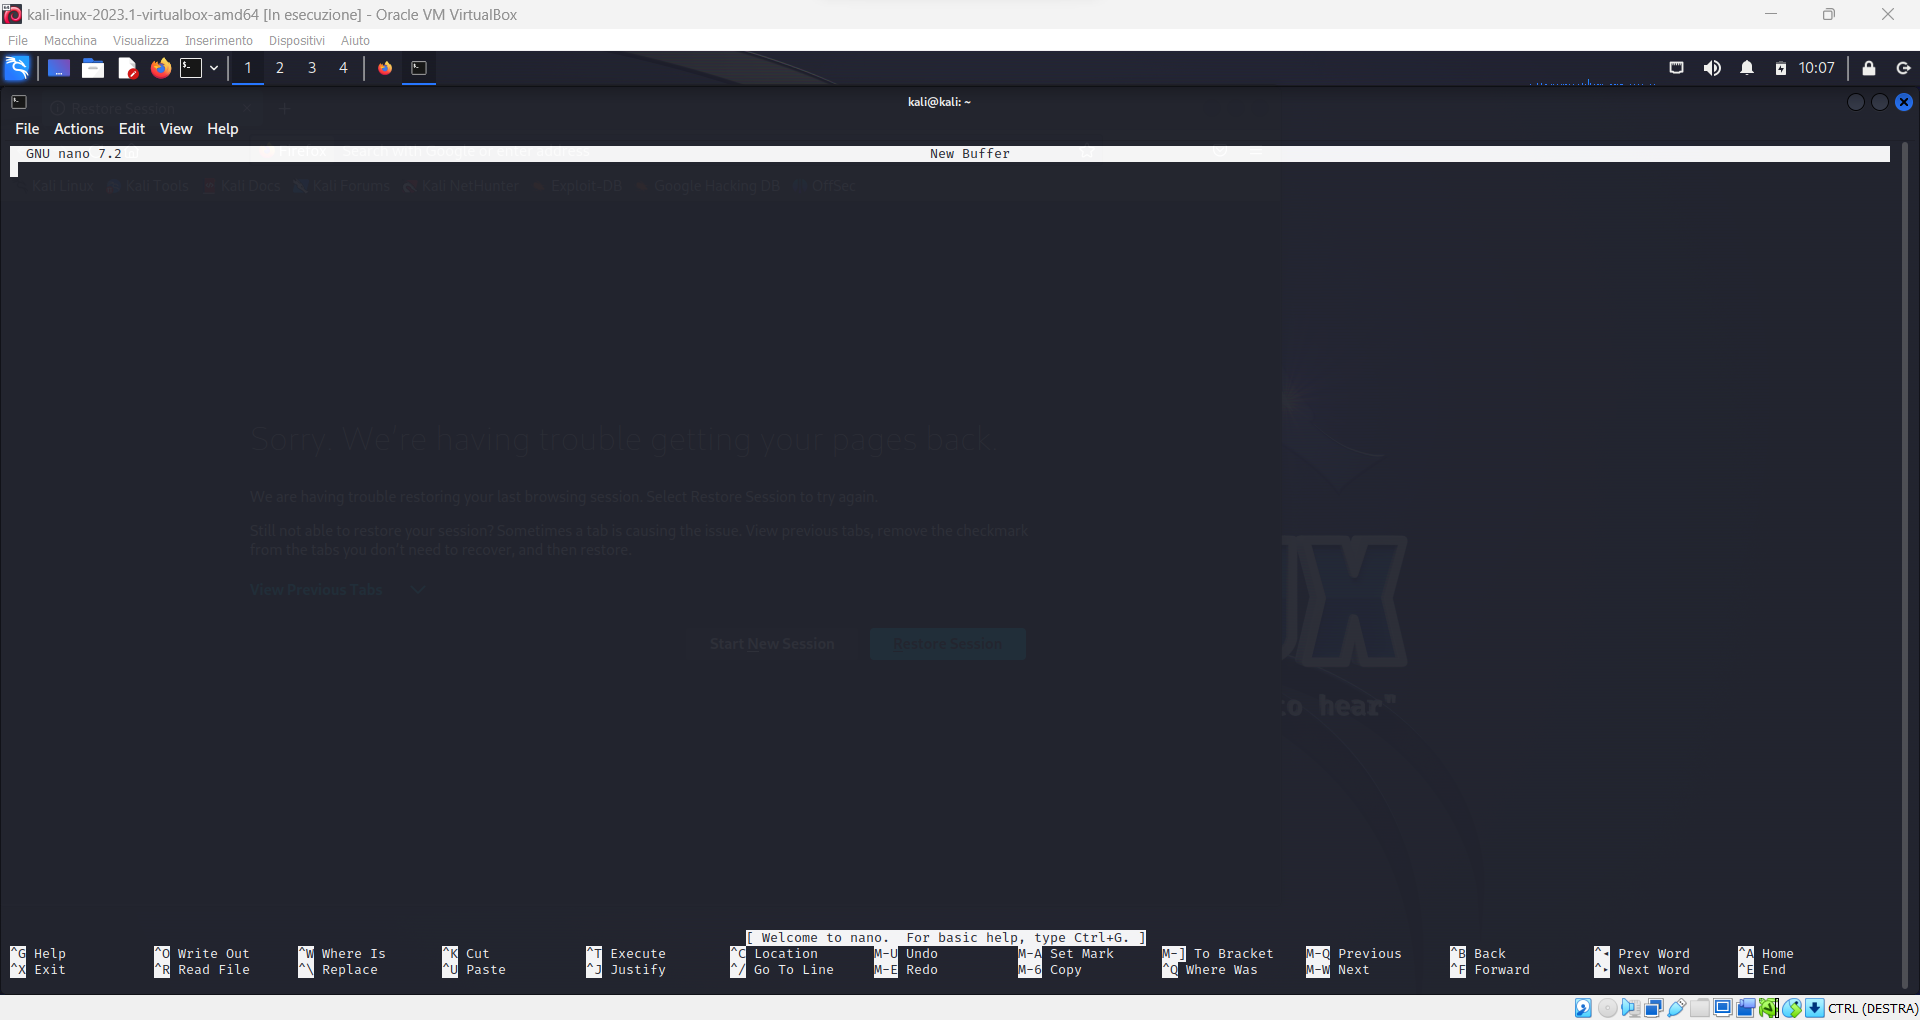 kali-linux-2023.1-virtualbox-amd64 [In esecuzione] - Oracle VM VirtualBox
File Macchina Visualizza Inserimento Dispositivi Aiuto
1 2 3 4 10:07
Restore Session
kali@kali: ~
File Actions Edit View Help
GNU nano 7.2 New Buffer
Kali Linux Kali Tools Kali Docs Kali Forums Kali NetHunter Exploit-DB Google Hacking DB OffSec
Sorry. We're having trouble getting your pages back.
We are having trouble restoring your last browsing session. Select Restore Session to try again.
Still not able to restore your session? Sometimes a tab is causing the issue. View previous tabs, remove the checkmark
from the tabs you don't need to recover, and then restore.
View Previous Tabs
Start New Session Restore Session
UX
to hear"
[ Welcome to nano.  For basic help, type Ctrl+G. ]
^G Help ^O Write Out ^W Where Is ^K Cut ^T Execute ^C Location M-U Undo M-A Set Mark M-] To Bracket M-Q Previous ^B Back ^◂ Prev Word ^A Home
^X Exit ^R Read File ^\ Replace ^U Paste ^J Justify ^/ Go To Line M-E Redo M-6 Copy ^Q Where Was M-W Next ^F Forward ^▸ Next Word ^E End
CTRL (DESTRA)